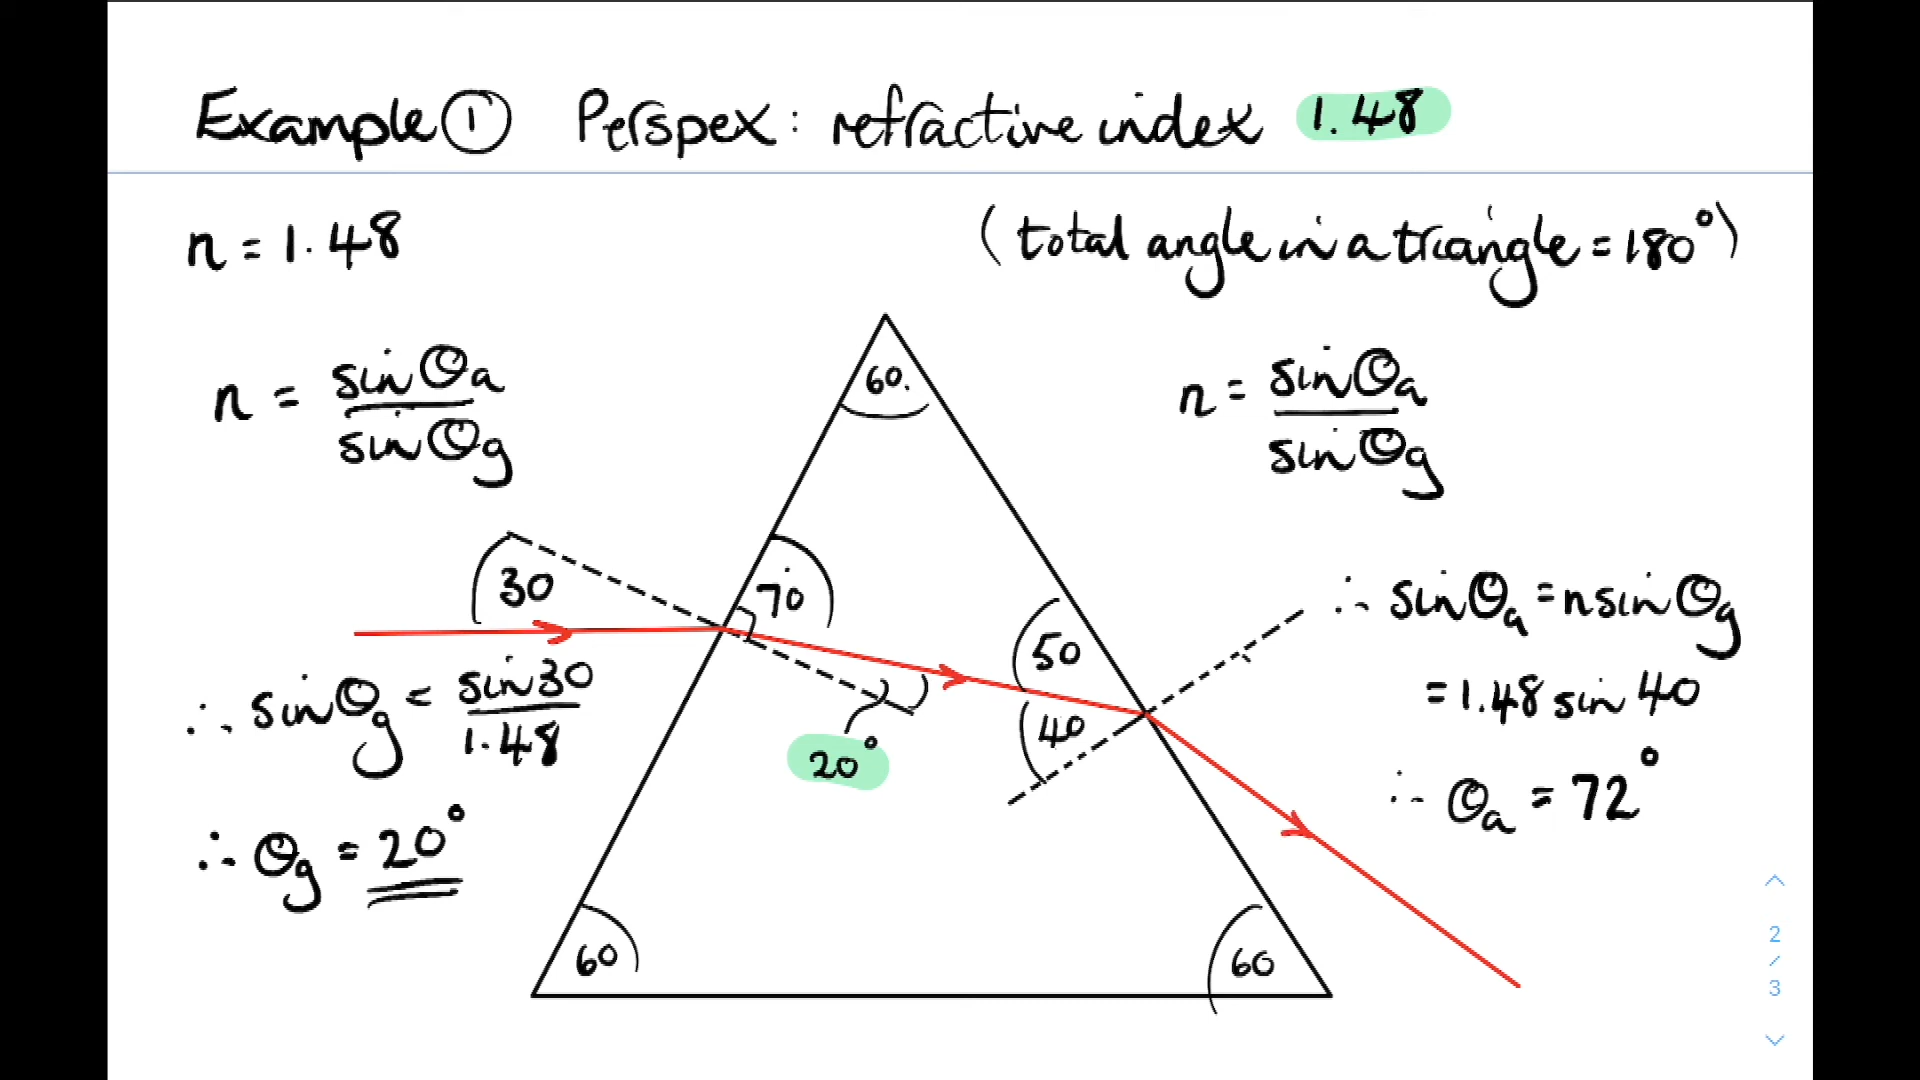 Example ① Perspex: refractive index 1.48
n = 1.48
(total angle in a triangle = 180°)
n = sinθa
sinθg
n = sinθa
sinθg
60.
30
70°
50
40
20°
∴ sinθg = sin30
1.48
∴ θg = 20°
∴ sinθa = n sinθg
= 1.48 sin 40
∴ θa = 72°
60
60
2
/
3